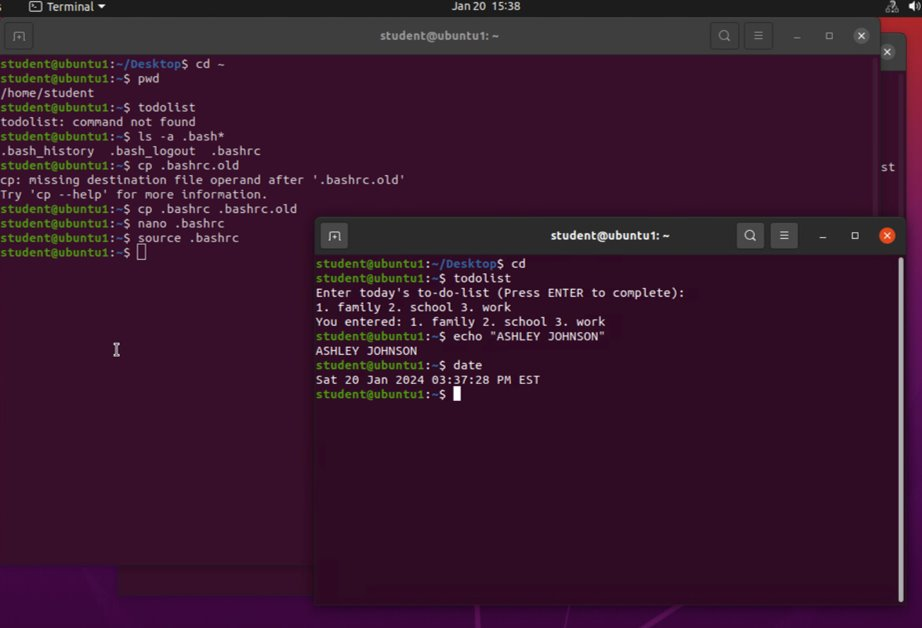 Terminal
Jan 20 15:38
student@ubuntu1: ~
student@ubuntu1:~/Desktop$ cd ~
student@ubuntu1:~$ pwd
/home/student
student@ubuntu1:~$ todolist
todolist: command not found
student@ubuntu1:~$ ls -a .bash*
.bash_history  .bash_logout  .bashrc
student@ubuntu1:~$ cp .bashrc.old
cp: missing destination file operand after '.bashrc.old'
Try 'cp --help' for more information.
student@ubuntu1:~$ cp .bashrc .bashrc.old
student@ubuntu1:~$ nano .bashrc
student@ubuntu1:~$ source .bashrc
student@ubuntu1:~$
st
student@ubuntu1: ~
student@ubuntu1:~/Desktop$ cd
student@ubuntu1:~$ todolist
Enter today's to-do-list (Press ENTER to complete):
1. family 2. school 3. work
You entered: 1. family 2. school 3. work
student@ubuntu1:~$ echo "ASHLEY JOHNSON"
ASHLEY JOHNSON
student@ubuntu1:~$ date
Sat 20 Jan 2024 03:37:28 PM EST
student@ubuntu1:~$